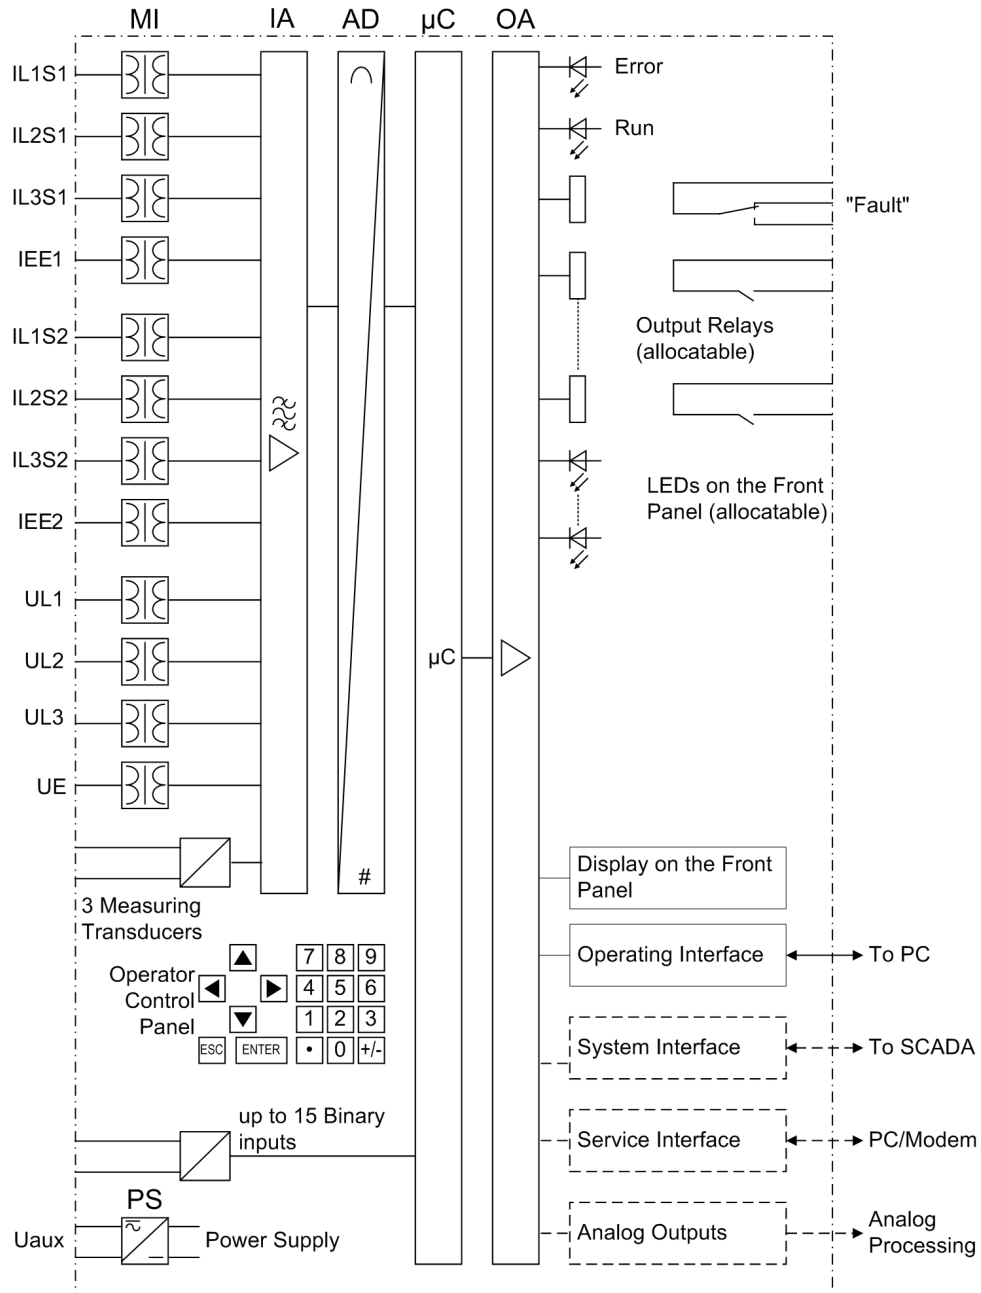 MI IA AD µC OA
IL1S1
IL2S1
IL3S1
IEE1
IL1S2
IL2S2
IL3S2
IEE2
UL1
UL2
UL3
UE
3 Measuring
Transducers
#
µC
Error
Run
"Fault"
Output Relays
(allocatable)
LEDs on the Front
Panel (allocatable)
Display on the Front
Panel
Operating Interface
To PC
System Interface
To SCADA
Service Interface
PC/Modem
Analog Outputs
Analog
Processing
Operator
Control
Panel
7 8 9
4 5 6
1 2 3
ESC ENTER • 0 +/-
up to 15 Binary
inputs
PS
Uaux
Power Supply